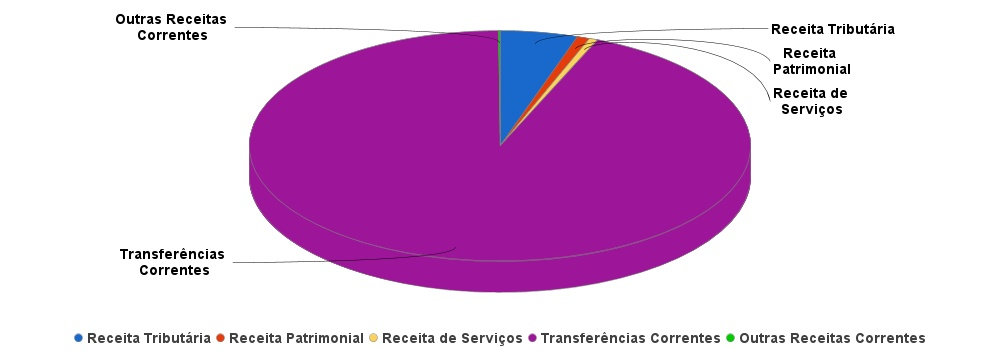 Outras Receitas
Correntes
Receita Tributária
Receita
Patrimonial
Receita de
Serviços
Transferências
Correntes
Receita Tributária Receita Patrimonial Receita de Serviços Transferências Correntes Outras Receitas Correntes